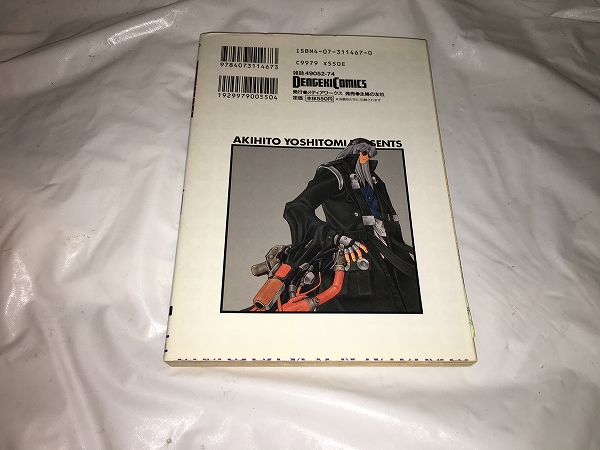 ISBN4-07-311467-0
C9979 ¥550E
9784073114673
雑誌49052-74
DENGEKI COMICS
発行●メディアワークス 発売●主婦の友社
定価 本体550円
1929979005504
AKIHITO YOSHITOMI